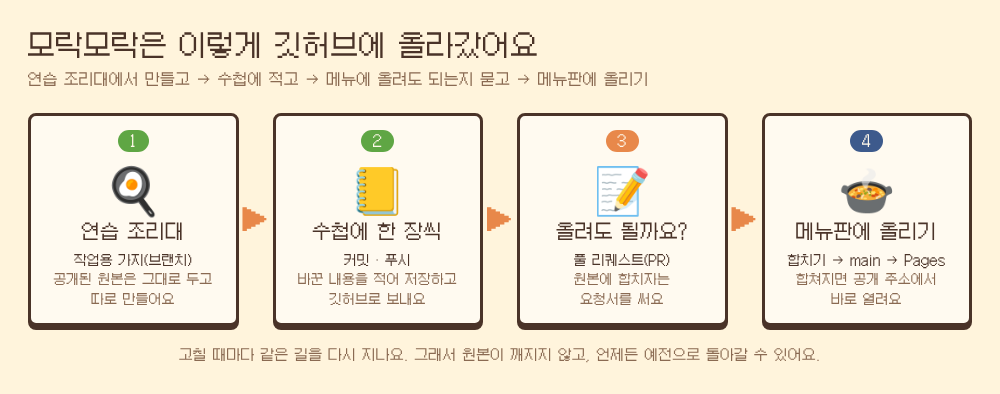 모락모락은 이렇게 깃허브에 올라갔어요
연습 조리대에서 만들고 → 수첩에 적고 → 메뉴에 올려도 되는지 묻고 → 메뉴판에 올리기
1
연습 조리대
작업용 가지(브랜치)
공개된 원본은 그대로 두고
따로 만들어요
2
수첩에 한 장씩
커밋 · 푸시
바꾼 내용을 적어 저장하고
깃허브로 보내요
3
올려도 될까요?
풀 리퀘스트(PR)
원본에 합치자는
요청서를 써요
4
메뉴판에 올리기
합치기 → main → Pages
합쳐지면 공개 주소에서
바로 열려요
고칠 때마다 같은 길을 다시 지나요. 그래서 원본이 깨지지 않고, 언제든 예전으로 돌아갈 수 있어요.